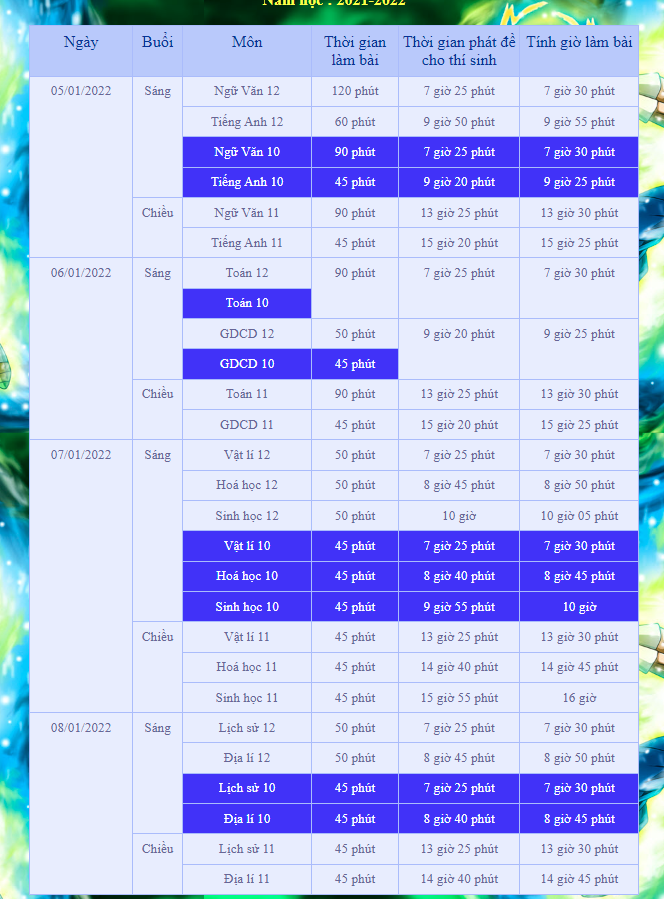 Năm học : 2021-2022
Ngày Buổi Môn Thời gian làm bài Thời gian phát đề cho thí sinh Tính giờ làm bài
05/01/2022 Sáng Ngữ Văn 12 120 phút 7 giờ 25 phút 7 giờ 30 phút
Tiếng Anh 12 60 phút 9 giờ 50 phút 9 giờ 55 phút
Ngữ Văn 10 90 phút 7 giờ 25 phút 7 giờ 30 phút
Tiếng Anh 10 45 phút 9 giờ 20 phút 9 giờ 25 phút
Chiều Ngữ Văn 11 90 phút 13 giờ 25 phút 13 giờ 30 phút
Tiếng Anh 11 45 phút 15 giờ 20 phút 15 giờ 25 phút
06/01/2022 Sáng Toán 12 90 phút 7 giờ 25 phút 7 giờ 30 phút
Toán 10
GDCD 12 50 phút 9 giờ 20 phút 9 giờ 25 phút
GDCD 10 45 phút
Chiều Toán 11 90 phút 13 giờ 25 phút 13 giờ 30 phút
GDCD 11 45 phút 15 giờ 20 phút 15 giờ 25 phút
07/01/2022 Sáng Vật lí 12 50 phút 7 giờ 25 phút 7 giờ 30 phút
Hoá học 12 50 phút 8 giờ 45 phút 8 giờ 50 phút
Sinh học 12 50 phút 10 giờ 10 giờ 05 phút
Vật lí 10 45 phút 7 giờ 25 phút 7 giờ 30 phút
Hoá học 10 45 phút 8 giờ 40 phút 8 giờ 45 phút
Sinh học 10 45 phút 9 giờ 55 phút 10 giờ
Chiều Vật lí 11 45 phút 13 giờ 25 phút 13 giờ 30 phút
Hoá học 11 45 phút 14 giờ 40 phút 14 giờ 45 phút
Sinh học 11 45 phút 15 giờ 55 phút 16 giờ
08/01/2022 Sáng Lịch sử 12 50 phút 7 giờ 25 phút 7 giờ 30 phút
Địa lí 12 50 phút 8 giờ 45 phút 8 giờ 50 phút
Lịch sử 10 45 phút 7 giờ 25 phút 7 giờ 30 phút
Địa lí 10 45 phút 8 giờ 40 phút 8 giờ 45 phút
Chiều Lịch sử 11 45 phút 13 giờ 25 phút 13 giờ 30 phút
Địa lí 11 45 phút 14 giờ 40 phút 14 giờ 45 phút